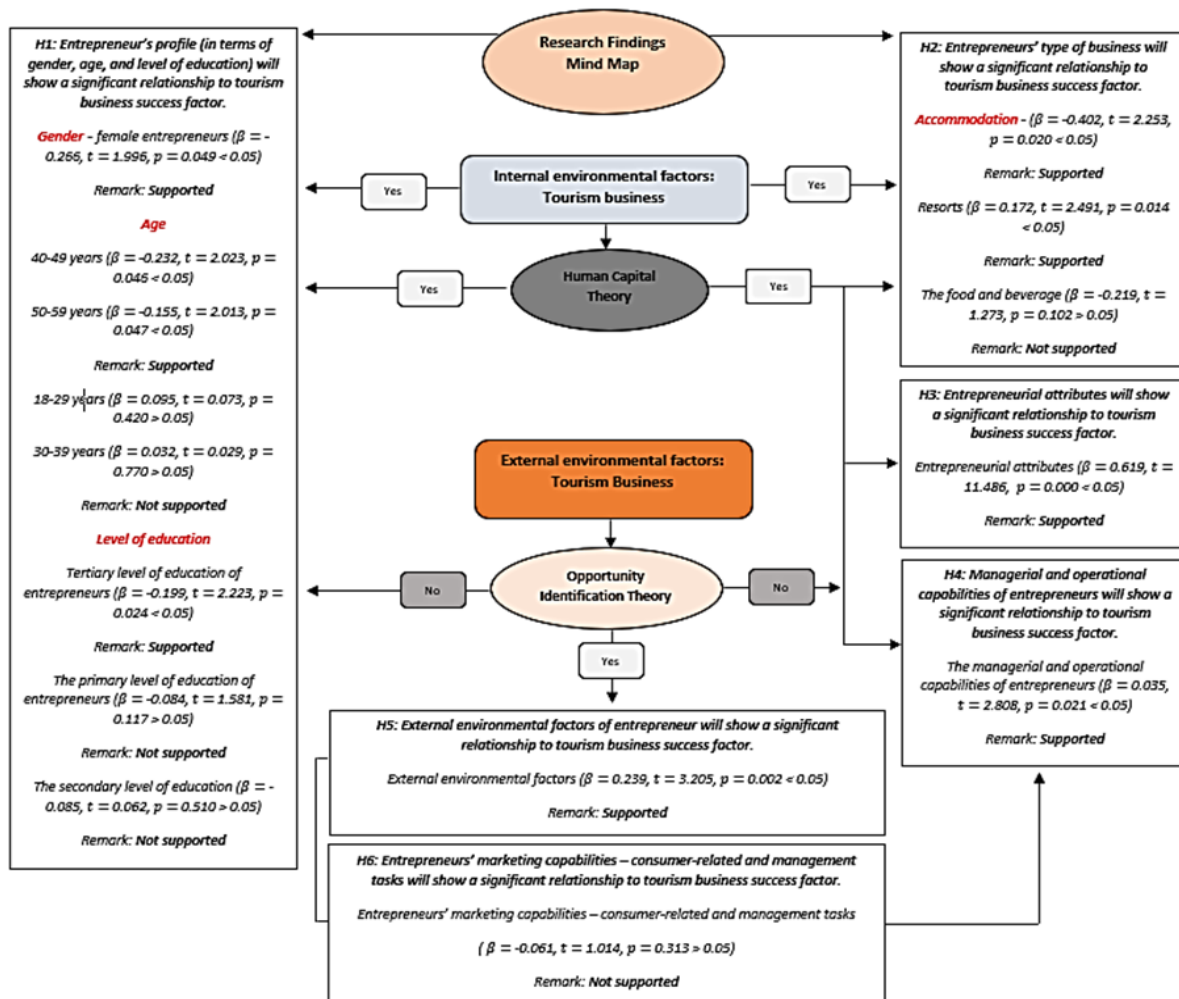 Research Findings
Mind Map
H1: Entrepreneur's profile (in terms of
gender, age, and level of education) will
show a significant relationship to tourism
business success factor.
Gender - female entrepreneurs (β = -
0.266, t = 1.996, p = 0.049 < 0.05)
Remark: Supported
Age
40-49 years (β = -0.232, t = 2.023, p =
0.046 < 0.05)
50-59 years (β = -0.155, t = 2.013, p =
0.047 < 0.05)
Remark: Supported
18-29 years (β = 0.095, t = 0.073, p =
0.420 > 0.05)
30-39 years (β = 0.032, t = 0.029, p =
0.770 > 0.05)
Remark: Not supported
Level of education
Tertiary level of education of
entrepreneurs (β = -0.199, t = 2.223, p =
0.024 < 0.05)
Remark: Supported
The primary level of education of
entrepreneurs (β = -0.084, t = 1.581, p =
0.117 > 0.05)
Remark: Not supported
The secondary level of education (β = -
0.085, t = 0.062, p = 0.510 > 0.05)
Remark: Not supported
Internal environmental factors:
Tourism business
Yes
Yes
Human Capital
Theory
Yes
Yes
External environmental factors:
Tourism Business
Opportunity
Identification Theory
No
No
Yes
H2: Entrepreneurs' type of business will
show a significant relationship to
tourism business success factor.
Accommodation - (β = -0.402, t = 2.253,
p = 0.020 < 0.05)
Remark: Supported
Resorts (β = 0.172, t = 2.491, p = 0.014
< 0.05)
Remark: Supported
The food and beverage (β = -0.219, t =
1.273, p = 0.102 > 0.05)
Remark: Not supported
H3: Entrepreneurial attributes will show
a significant relationship to tourism
business success factor.
Entrepreneurial attributes (β = 0.619, t =
11.486, p = 0.000 < 0.05)
Remark: Supported
H4: Managerial and operational
capabilities of entrepreneurs will show a
significant relationship to tourism
business success factor.
The managerial and operational
capabilities of entrepreneurs (β = 0.035,
t = 2.808, p = 0.021 < 0.05)
Remark: Supported
H5: External environmental factors of entrepreneur will show a significant
relationship to tourism business success factor.
External environmental factors (β = 0.239, t = 3.205, p = 0.002 < 0.05)
Remark: Supported
H6: Entrepreneurs' marketing capabilities – consumer-related and management
tasks will show a significant relationship to tourism business success factor.
Entrepreneurs' marketing capabilities – consumer-related and management tasks
( β = -0.061, t = 1.014, p = 0.313 > 0.05)
Remark: Not supported